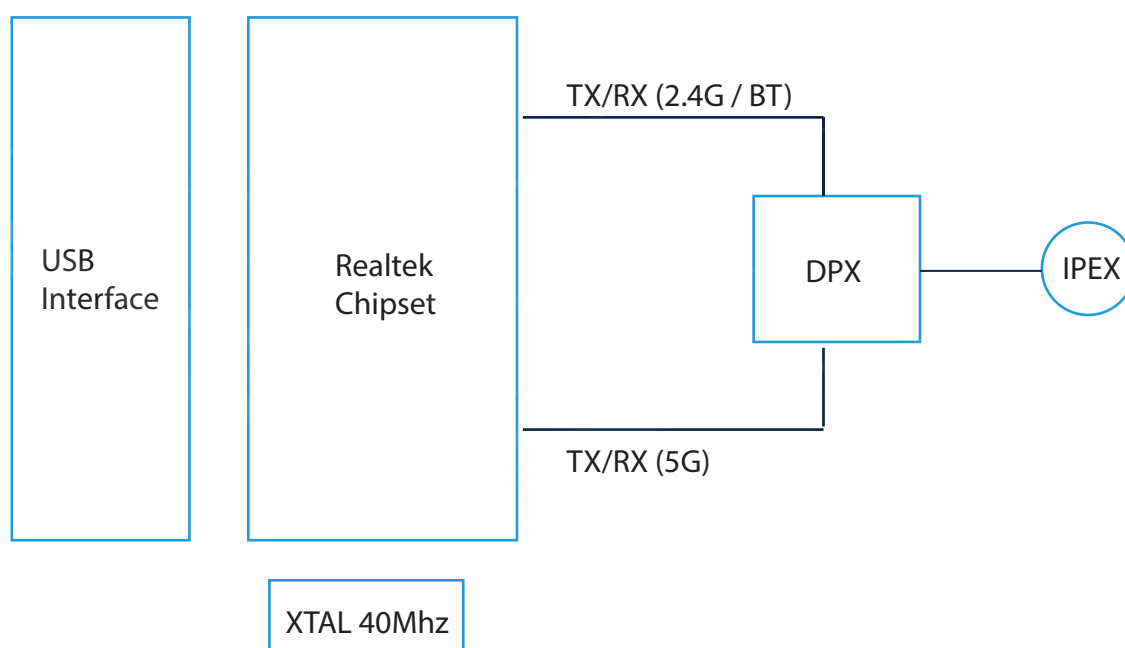 TX/RX (2.4G / BT)
USB
Interface
Realtek
Chipset
DPX
IPEX
TX/RX (5G)
XTAL 40Mhz